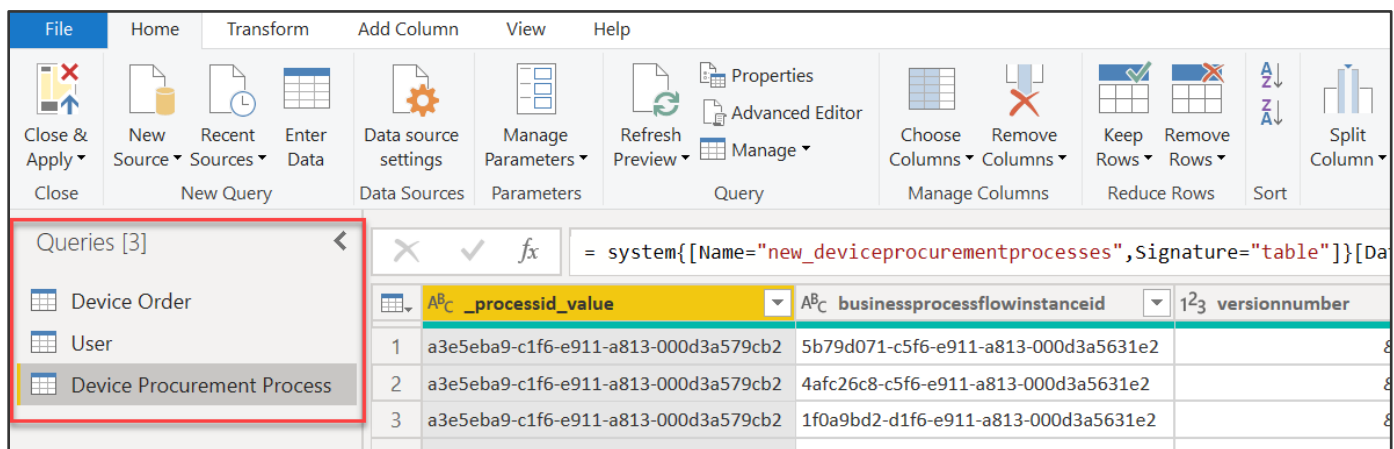 File Home Transform Add Column View Help
Properties
Advanced Editor
Manage
Close & Apply
New Source
Recent Sources
Enter Data
Data source settings
Manage Parameters
Refresh Preview
Choose Columns
Remove Columns
Keep Rows
Remove Rows
A Z
Z A
Split Column
Close New Query Data Sources Parameters Query Manage Columns Reduce Rows Sort
Queries [3]
Device Order
User
Device Procurement Process
fx = system{[Name="new_deviceprocurementprocesses",Signature="table"]}[Da
ABC _processid_value ABC businessprocessflowinstanceid 123 versionnumber
1 a3e5eba9-c1f6-e911-a813-000d3a579cb2 5b79d071-c5f6-e911-a813-000d3a5631e2
2 a3e5eba9-c1f6-e911-a813-000d3a579cb2 4afc26c8-c5f6-e911-a813-000d3a5631e2
3 a3e5eba9-c1f6-e911-a813-000d3a579cb2 1f0a9bd2-d1f6-e911-a813-000d3a5631e2